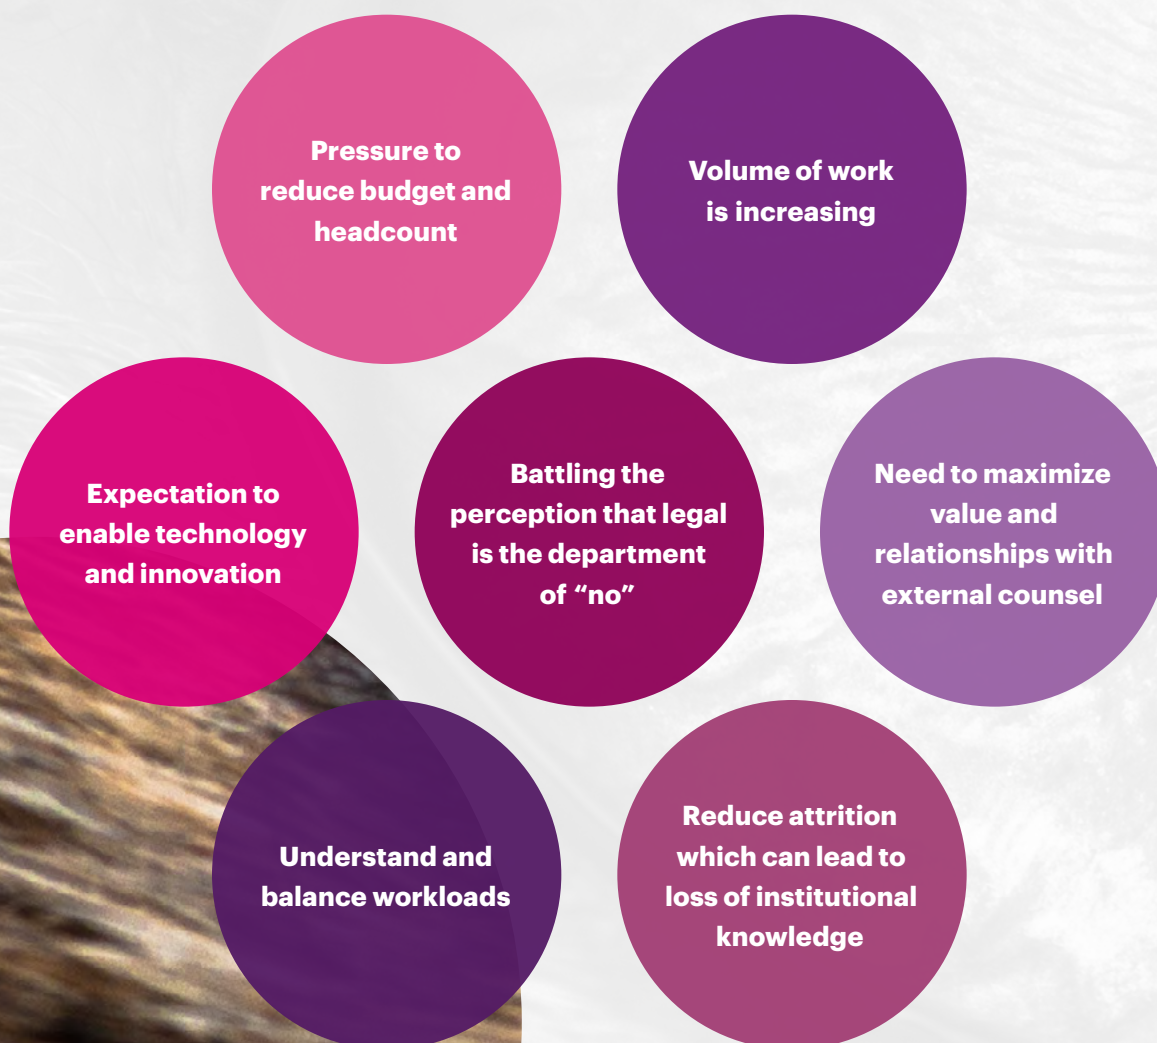 Pressure to
reduce budget and
headcount
Volume of work
is increasing
Expectation to
enable technology
and innovation
Battling the
perception that legal
is the department
of “no”
Need to maximize
value and
relationships with
external counsel
Understand and
balance workloads
Reduce attrition
which can lead to
loss of institutional
knowledge